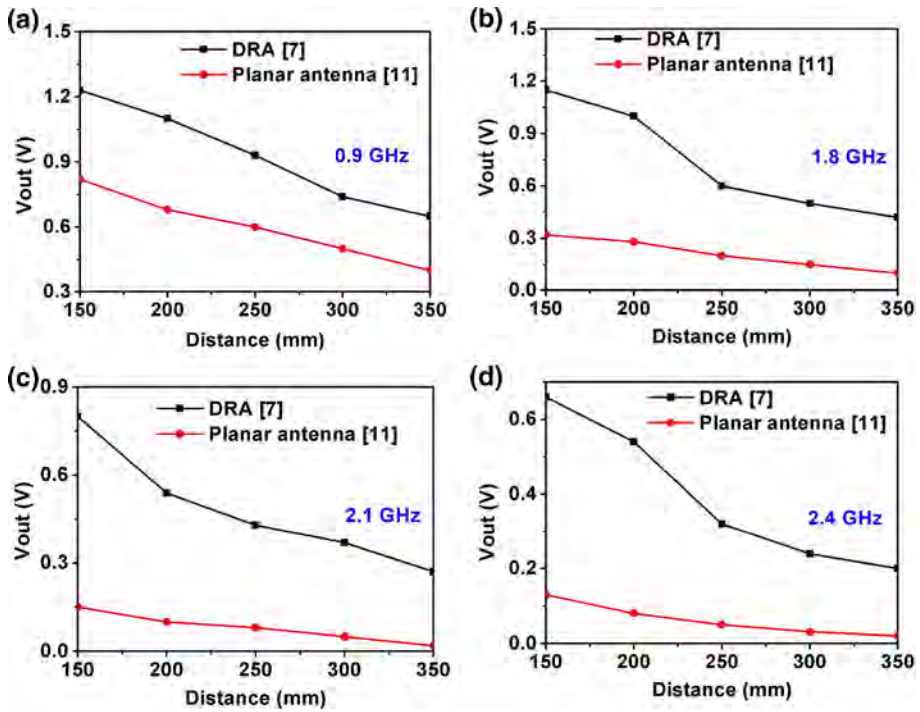 (a)
1.5
1.2
0.9
0.6
0.3
Vout (V)
DRA [7]
Planar antenna [11]
0.9 GHz
150 200 250 300 350
Distance (mm)
(b)
1.5
1.2
0.9
0.6
0.3
0.0
Vout (V)
DRA [7]
Planar antenna [11]
1.8 GHz
150 200 250 300 350
Distance (mm)
(c)
0.9
0.6
0.3
0.0
Vout (V)
DRA [7]
Planar antenna [11]
2.1 GHz
150 200 250 300 350
Distance (mm)
(d)
0.6
0.4
0.2
0.0
Vout (V)
DRA [7]
Planar antenna [11]
2.4 GHz
150 200 250 300 350
Distance (mm)